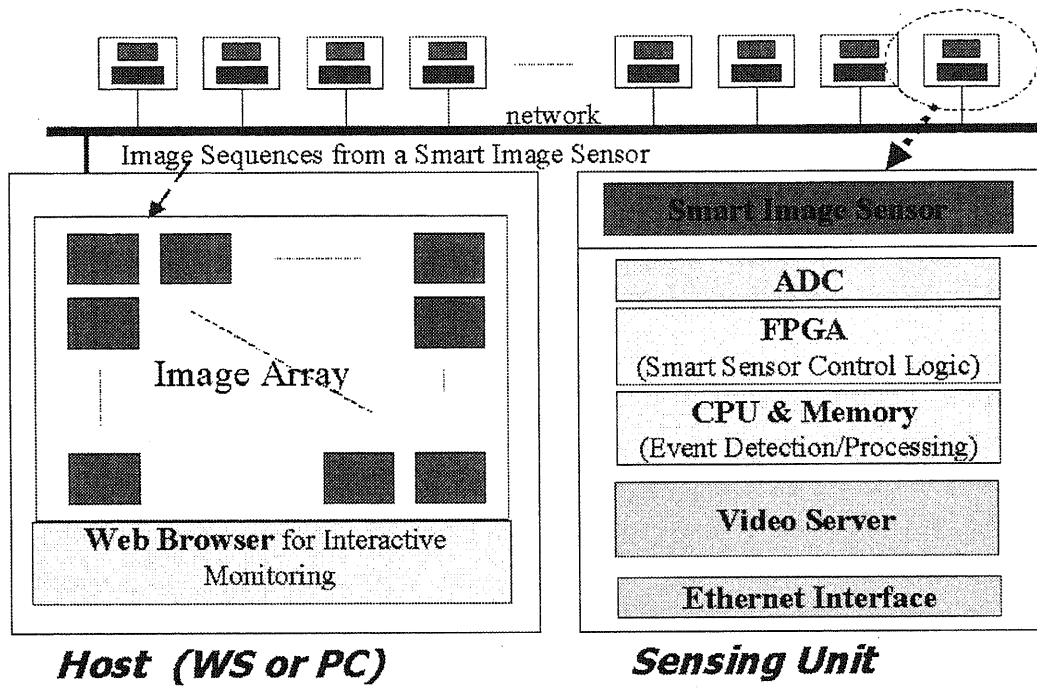 network
Image Sequences from a Smart Image Sensor
Image Array
Web Browser for Interactive
Monitoring
Host (WS or PC)
Smart Image Sensor
ADC
FPGA
(Smart Sensor Control Logic)
CPU & Memory
(Event Detection/Processing)
Video Server
Ethernet Interface
Sensing Unit